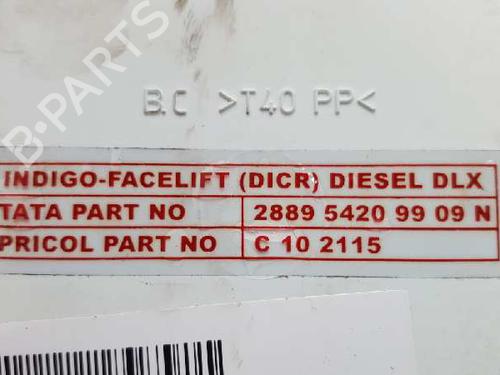 B.C >T40 PP<
INDIGO-FACELIFT (DICR) DIESEL DLX
TATA PART NO 2889 5420 99 09 N
PRICOL PART NO C 10 2115
B-PARTS